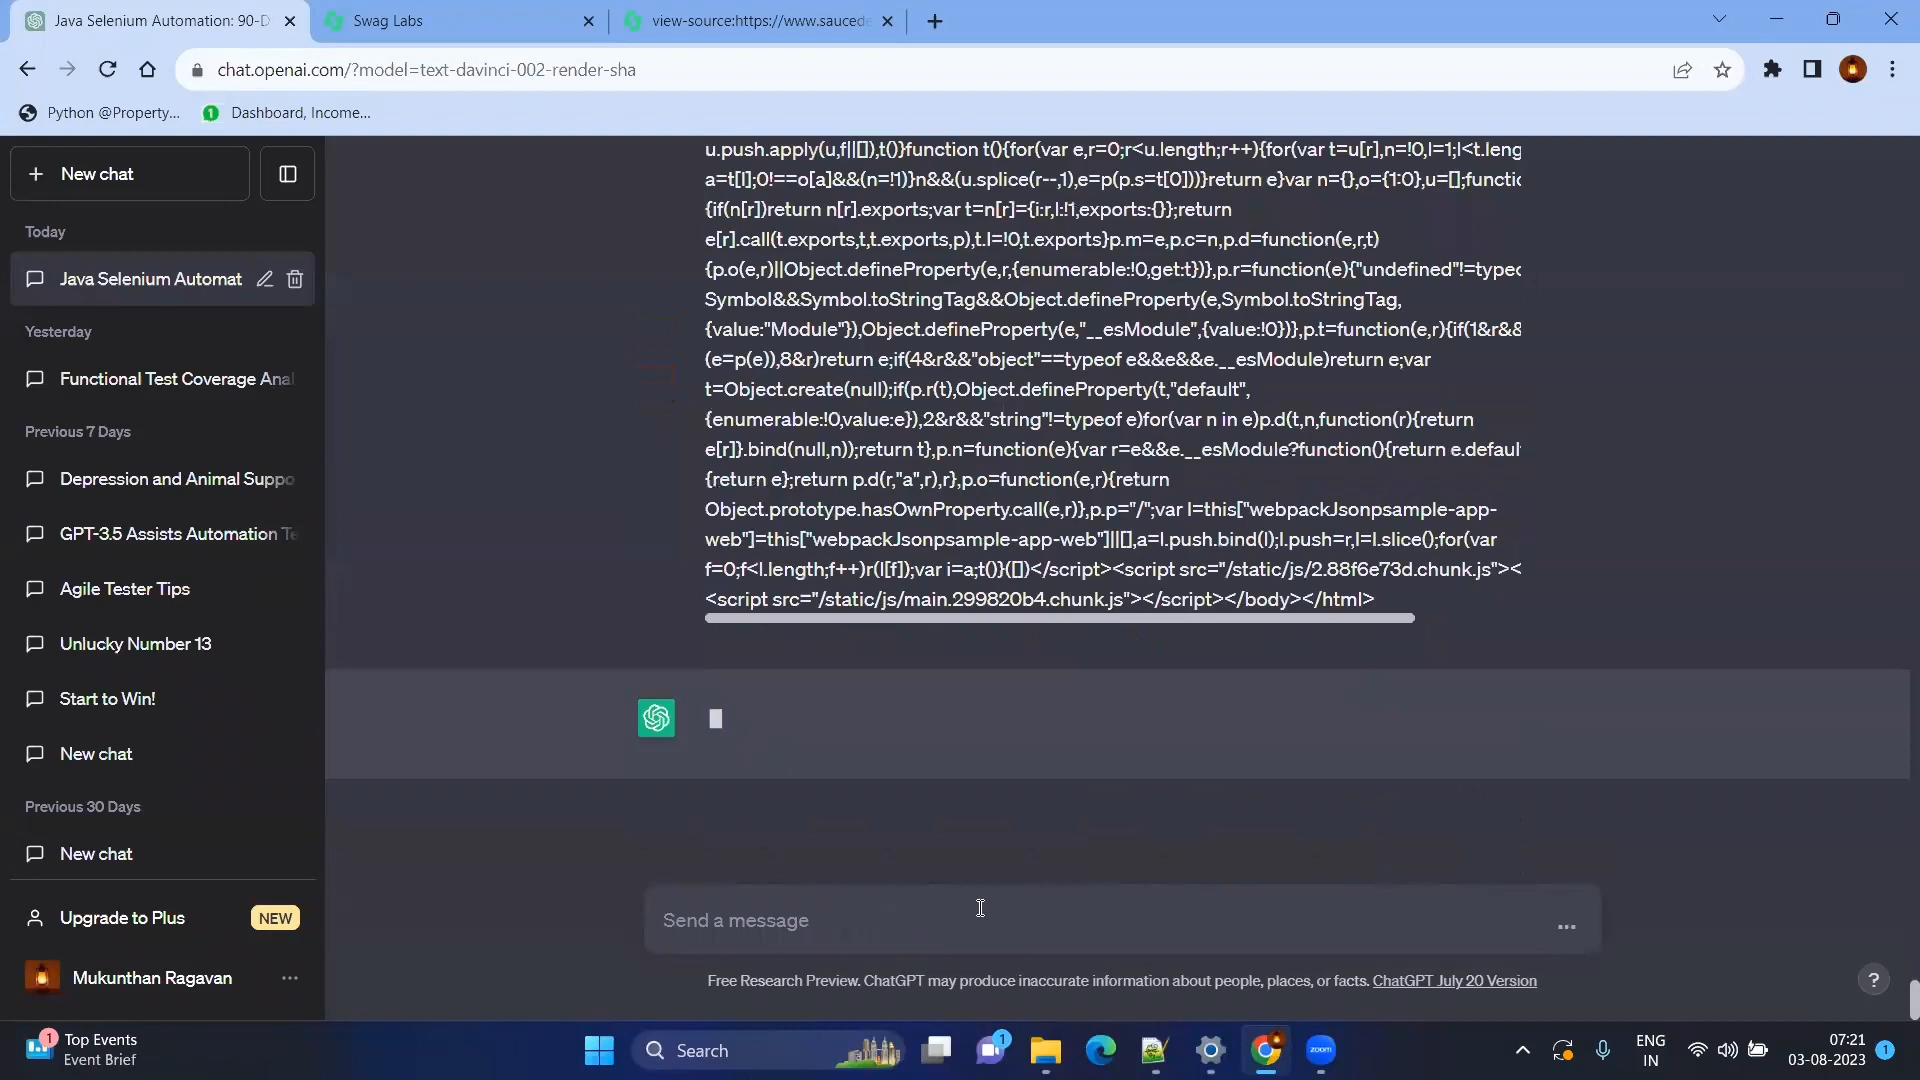 Java Selenium Automation: 90-D
Swag Labs
view-source:https://www.saucede
chat.openai.com/?model=text-davinci-002-render-sha
Python @Property...
Dashboard, Income...
New chat
Today
Java Selenium Automat
Yesterday
Functional Test Coverage Anal
Previous 7 Days
Depression and Animal Suppo
GPT-3.5 Assists Automation Te
Agile Tester Tips
Unlucky Number 13
Start to Win!
New chat
Previous 30 Days
New chat
Upgrade to Plus
NEW
Mukunthan Ragavan
u.push.apply(u,f||[]),t()}function t(){for(var e,r=0;r<u.length;r++){for(var t=u[r],n=!0,l=1;l<t.leng
a=t[l];0!==o[a]&&(n=!1)}n&&(u.splice(r--,1),e=p(p.s=t[0]))}return e}var n={},o={1:0},u=[];functio
{if(n[r])return n[r].exports;var t=n[r]={i:r,l:!1,exports:{}};return
e[r].call(t.exports,t,t.exports,p),t.l=!0,t.exports}p.m=e,p.c=n,p.d=function(e,r,t)
{p.o(e,r)||Object.defineProperty(e,r,{enumerable:!0,get:t})},p.r=function(e){"undefined"!=typeo
Symbol&&Symbol.toStringTag&&Object.defineProperty(e,Symbol.toStringTag,
{value:"Module"}),Object.defineProperty(e,"__esModule",{value:!0})},p.t=function(e,r){if(1&r&&
(e=p(e)),8&r)return e;if(4&r&&"object"==typeof e&&e&&e.__esModule)return e;var
t=Object.create(null);if(p.r(t),Object.defineProperty(t,"default",
{enumerable:!0,value:e}),2&r&&"string"!=typeof e)for(var n in e)p.d(t,n,function(r){return
e[r]}.bind(null,n));return t},p.n=function(e){var r=e&&e.__esModule?function(){return e.defaul
{return e};return p.d(r,"a",r),r},p.o=function(e,r){return
Object.prototype.hasOwnProperty.call(e,r)},p.p="/";var l=this["webpackJsonpsample-app-
web"]=this["webpackJsonpsample-app-web"]||[],a=l.push.bind(l);l.push=r,l=l.slice();for(var
f=0;f<l.length;f++)r(l[f]);var i=a;t()}([])</script><script src="/static/js/2.88f6e73d.chunk.js"><
<script src="/static/js/main.299820b4.chunk.js"></script></body></html>
Send a message
Free Research Preview. ChatGPT may produce inaccurate information about people, places, or facts. ChatGPT July 20 Version
?
1
Top Events
Event Brief
Search
1
zoom
ENG
IN
07:21
03-08-2023
1